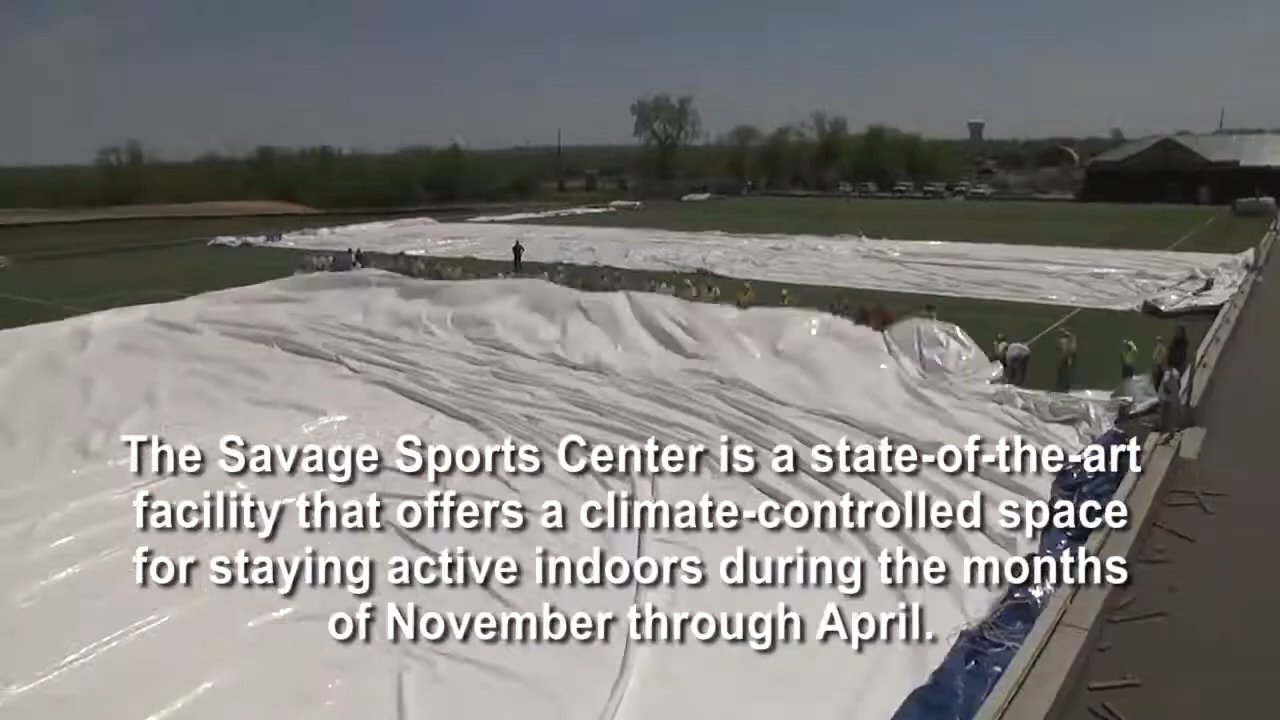 The Savage Sports Center is a state-of-the-art
facility that offers a climate-controlled space
for staying active indoors during the months
of November through April.